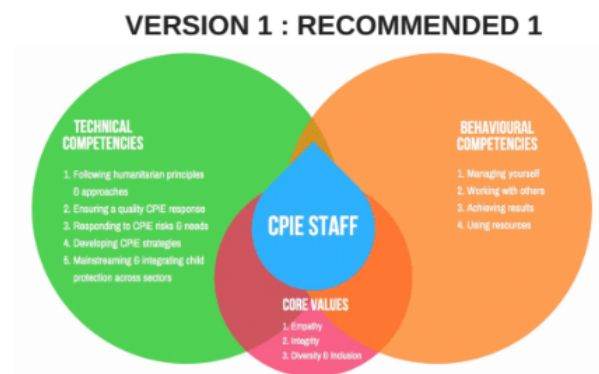 VERSION 1 : RECOMMENDED 1
TECHNICAL
COMPETENCIES
1. Following humanitarian principles
& approaches
2. Ensuring a quality CPIE response
3. Responding to CPIE risks & needs
4. Developing CPIE strategies
5. Mainstreaming & integrating child
protection across sectors
BEHAVIOURAL
COMPETENCIES
1. Managing yourself
2. Working with others
3. Achieving results
4. Using resources
CPIE STAFF
CORE VALUES
1. Empathy
2. Integrity
3. Diversity & Inclusion